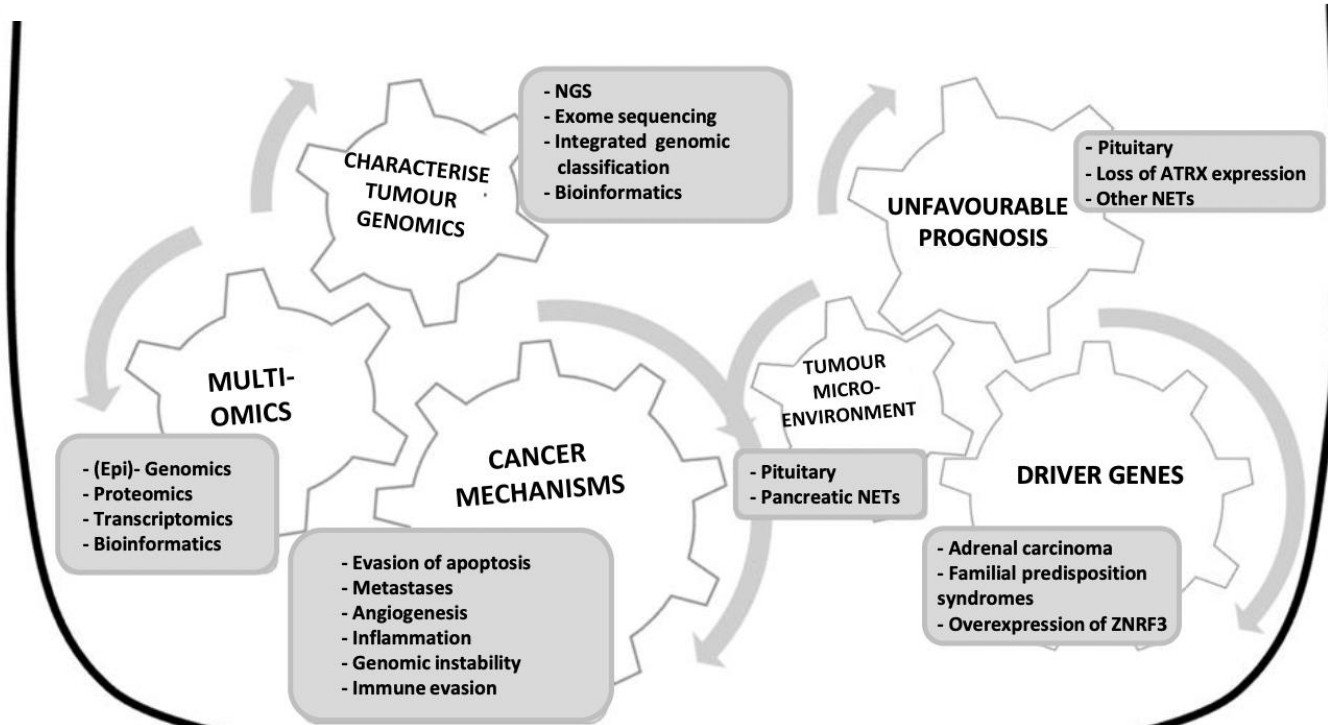 CHARACTERISE
TUMOUR
GENOMICS
- NGS
- Exome sequencing
- Integrated genomic
classification
- Bioinformatics
MULTI-
OMICS
- (Epi)- Genomics
- Proteomics
- Transcriptomics
- Bioinformatics
CANCER
MECHANISMS
- Evasion of apoptosis
- Metastases
- Angiogenesis
- Inflammation
- Genomic instability
- Immune evasion
UNFAVOURABLE
PROGNOSIS
- Pituitary
- Loss of ATRX expression
- Other NETs
TUMOUR
MICRO-
ENVIRONMENT
- Pituitary
- Pancreatic NETs
DRIVER GENES
- Adrenal carcinoma
- Familial predisposition
syndromes
- Overexpression of ZNRF3